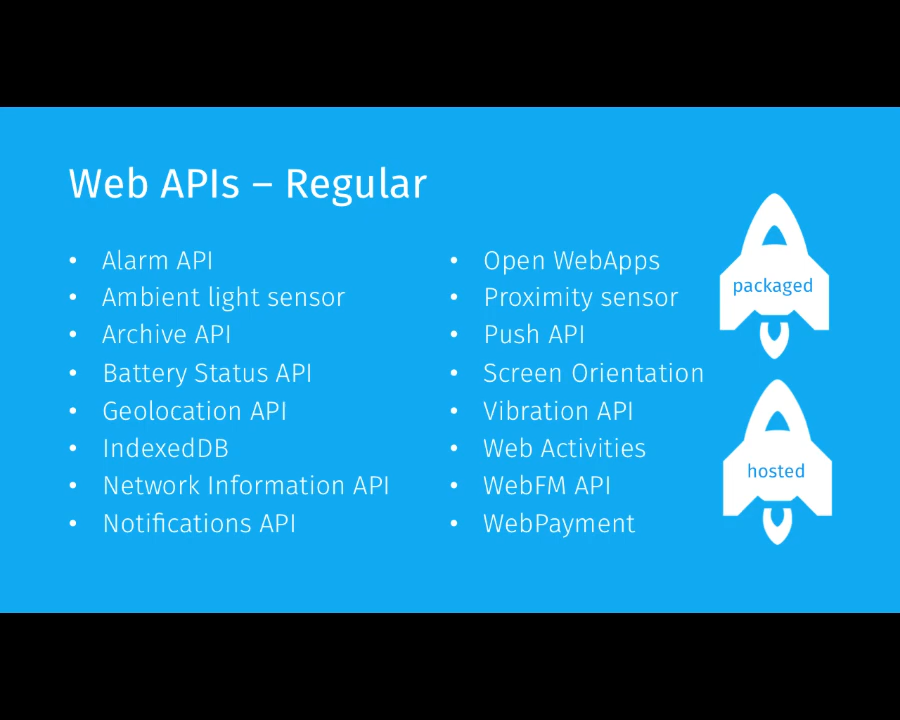 Web APIs – Regular
• Alarm API
• Ambient light sensor
• Archive API
• Battery Status API
• Geolocation API
• IndexedDB
• Network Information API
• Notifications API
• Open WebApps
• Proximity sensor
• Push API
• Screen Orientation
• Vibration API
• Web Activities
• WebFM API
• WebPayment
packaged
hosted